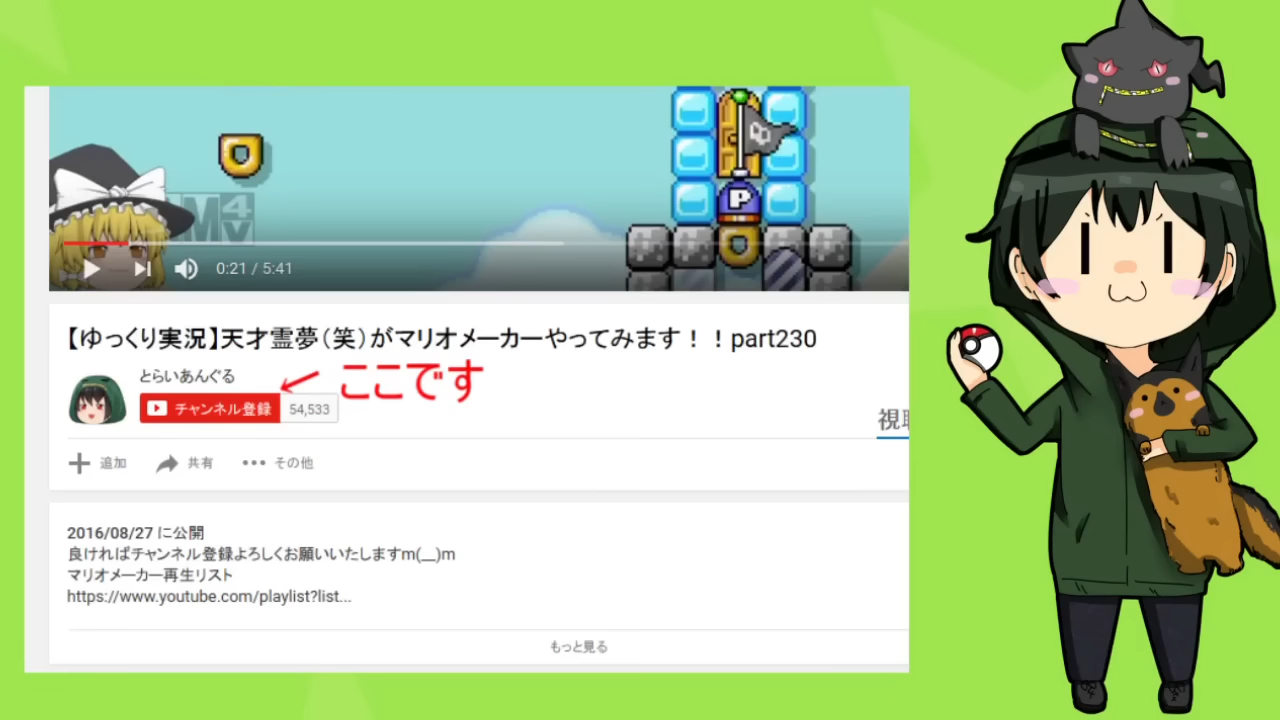 M4
V
P
0:21 / 5:41
【ゆっくり実況】天才霊夢（笑）がマリオメーカーやってみます！！part230
とらいあんぐる
ここです
チャンネル登録 54,533
視聴
追加 共有 その他
2016/08/27 に公開
良ければチャンネル登録よろしくお願いいたしますm(__)m
マリオメーカー再生リスト
https://www.youtube.com/playlist?list...
もっと見る